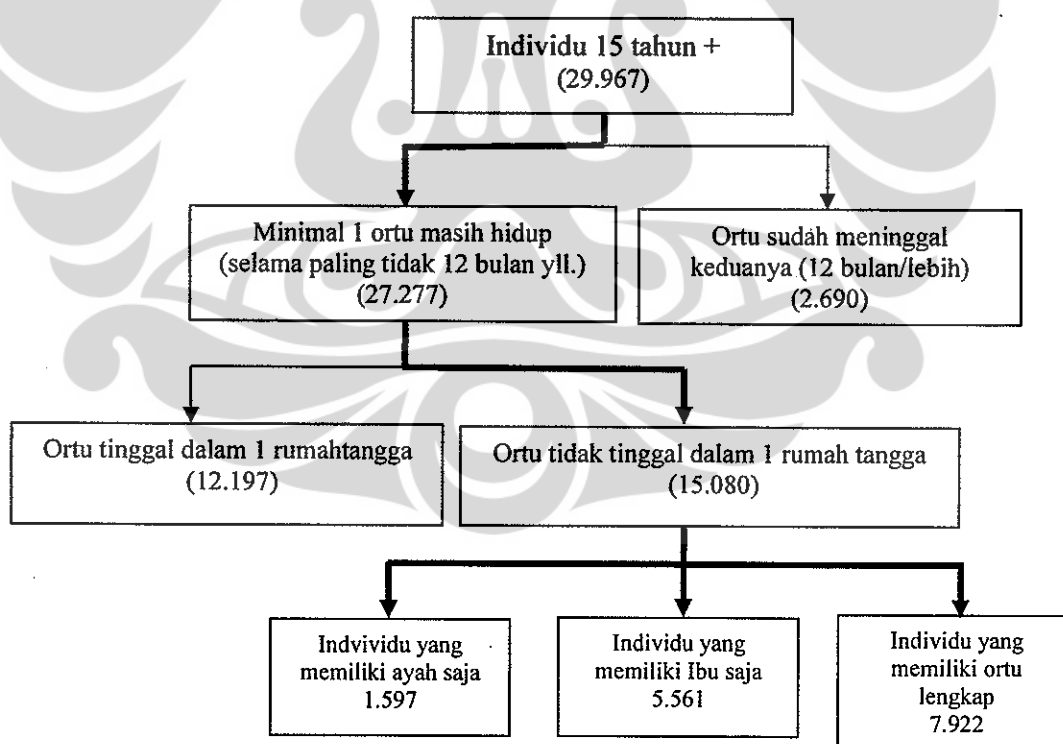 Individu 15 tahun +
(29.967)
Minimal 1 ortu masih hidup
(selama paling tidak 12 bulan yll.)
(27.277)
Ortu sudah meninggal
keduanya (12 bulan/lebih)
(2.690)
Ortu tinggal dalam 1 rumahtangga
(12.197)
Ortu tidak tinggal dalam 1 rumah tangga
(15.080)
Indvividu yang
memiliki ayah saja
1.597
Individu yang
memiliki Ibu saja
5.561
Individu yang
memiliki ortu
lengkap
7.922